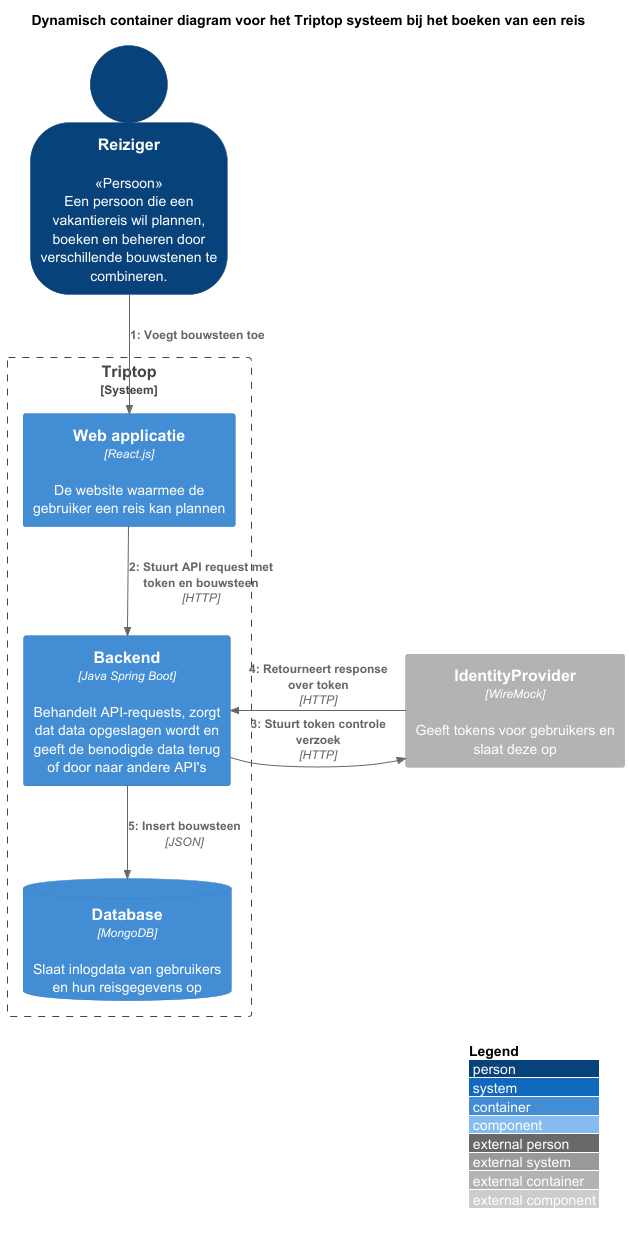 Dynamisch container diagram voor het Triptop systeem bij het boeken van een reis
Reiziger
«Persoon»
Een persoon die een
vakantiereis wil plannen,
boeken en beheren door
verschillende bouwstenen te
combineren.
1: Voegt bouwsteen toe
Triptop
[Systeem]
Web applicatie
[React.js]
De website waarmee de
gebruiker een reis kan plannen
2: Stuurt API request met
token en bouwsteen
[HTTP]
Backend
[Java Spring Boot]
Behandelt API-requests, zorgt
dat data opgeslagen wordt en
geeft de benodigde data terug
of door naar andere API's
4: Retourneert response
over token
[HTTP]
3: Stuurt token controle
verzoek
[HTTP]
IdentityProvider
[WireMock]
Geeft tokens voor gebruikers en
slaat deze op
5: Insert bouwsteen
[JSON]
Database
[MongoDB]
Slaat inlogdata van gebruikers
en hun reisgegevens op
Legend
person
system
container
component
external person
external system
external container
external component